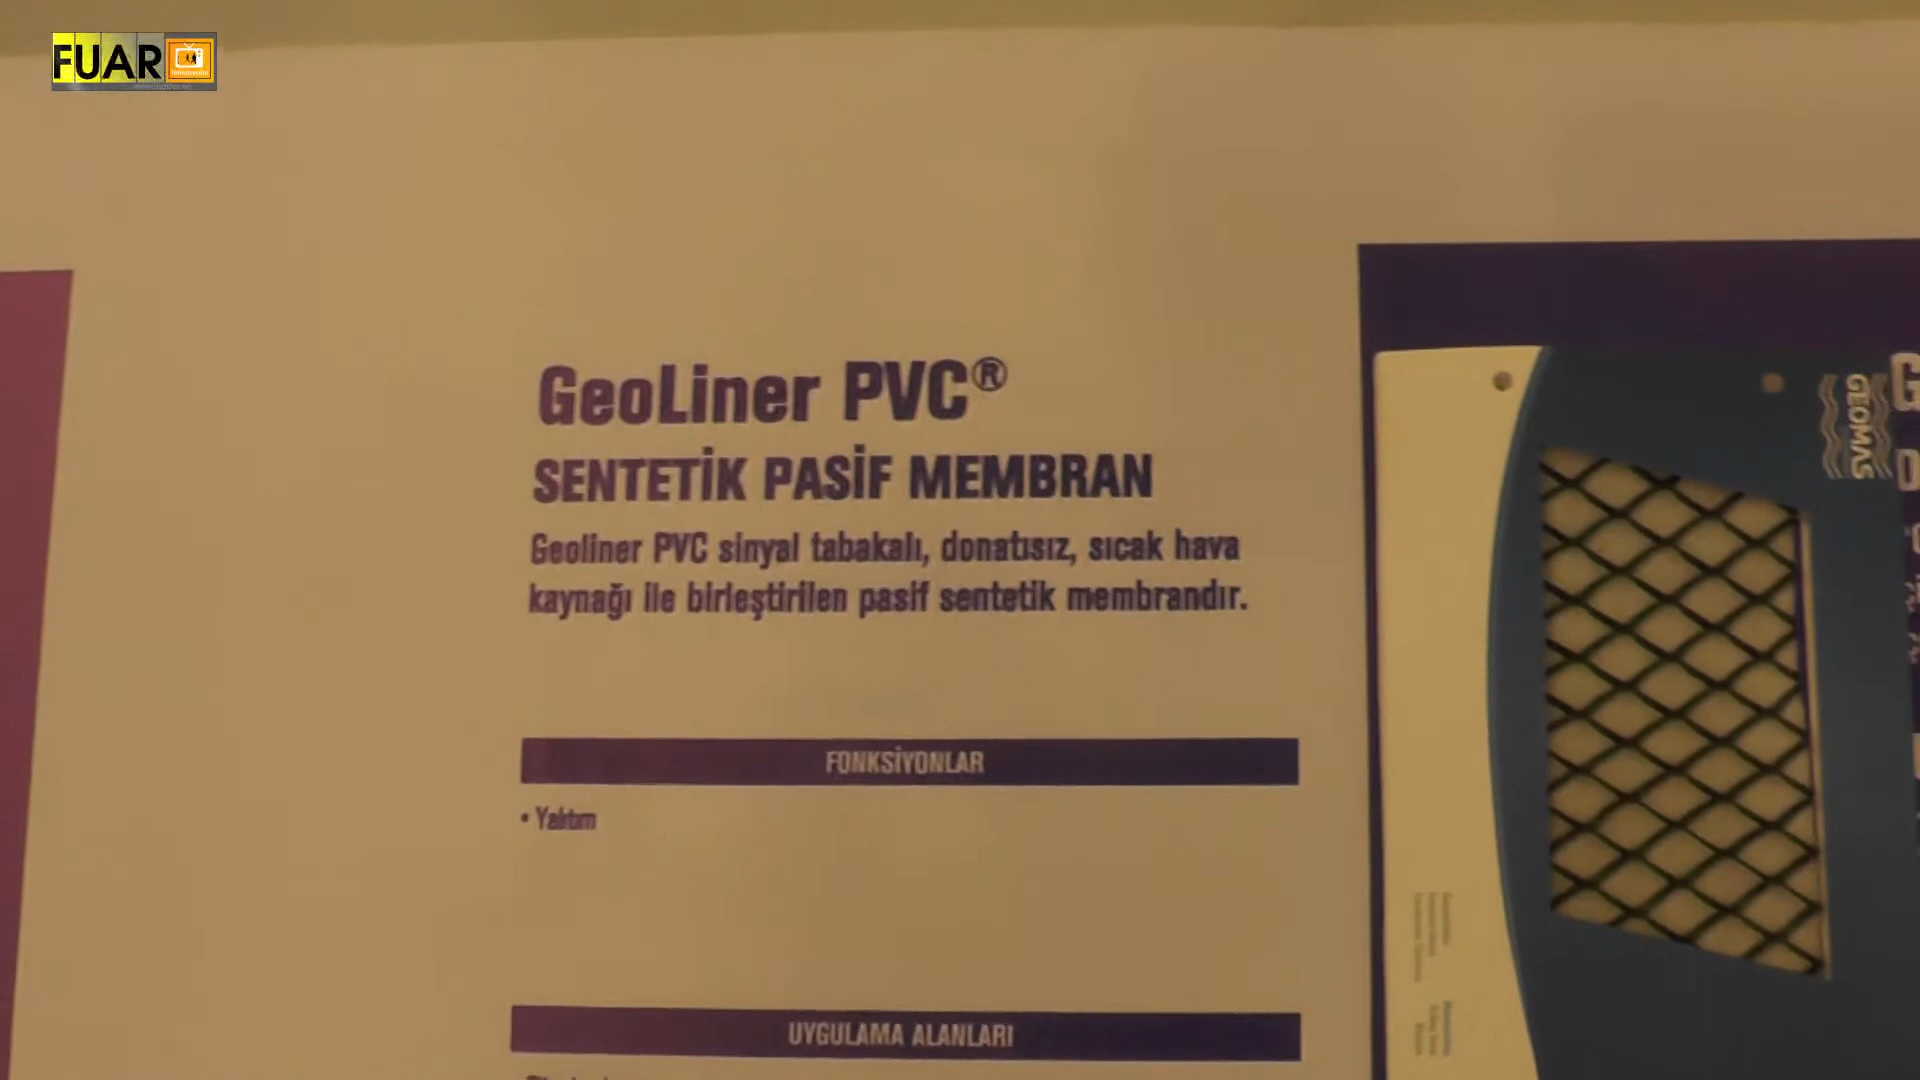 FUAR
GeoLiner PVC®
SENTETİK PASİF MEMBRAN
Geoliner PVC sinyal tabakalı, donatısız, sıcak hava
kaynağı ile birleştirilen pasif sentetik membrandır.
FONKSİYONLAR
• Yalıtım
UYGULAMA ALANLARI
GEOMAS